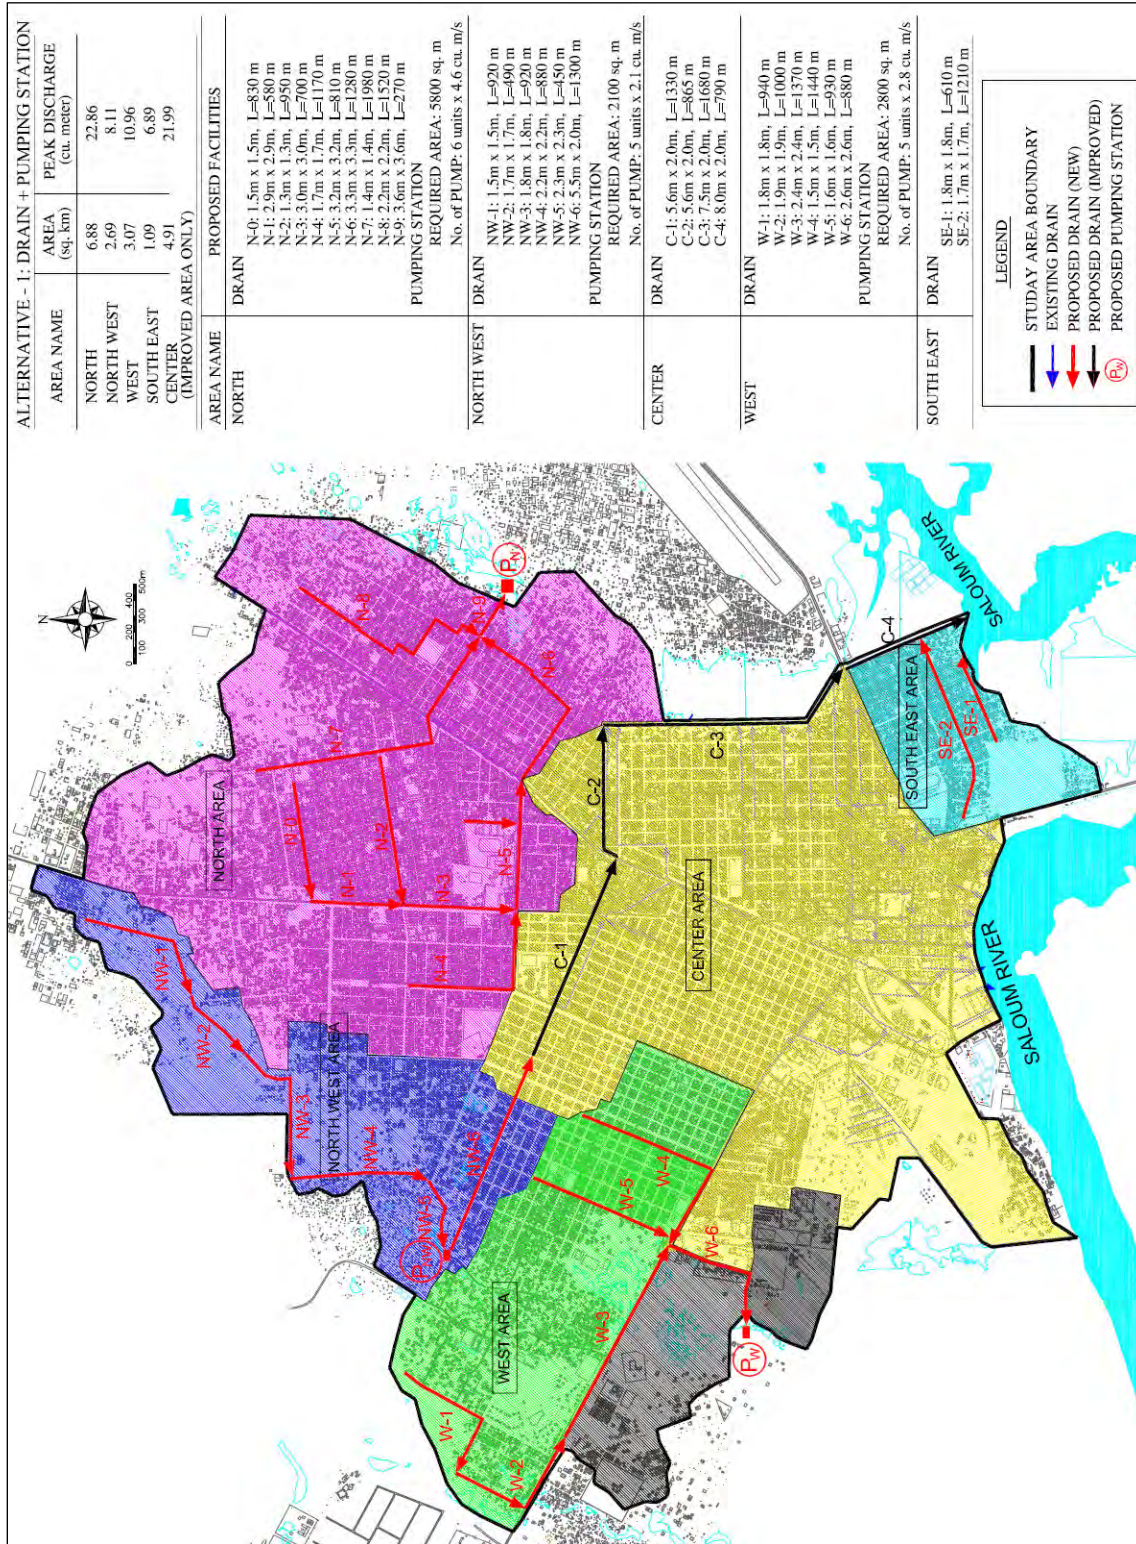 ALTERNATIVE - 1: DRAIN + PUMPING STATION
AREA NAME AREA (sq. km) PEAK DISCHARGE (cu. meter)
NORTH 6.88 22.86
NORTH WEST 2.69 8.11
WEST 3.07 10.96
SOUTH EAST 1.09 6.89
CENTER 4.91 21.99
(IMPROVED AREA ONLY)
AREA NAME PROPOSED FACILITIES
NORTH DRAIN N-0: 1.5m x 1.5m, L=830 m
N-1: 2.9m x 2.9m, L=580 m
N-2: 1.3m x 1.3m, L=950 m
N-3: 3.0m x 3.0m, L=700 m
N-4: 1.7m x 1.7m, L=1170 m
N-5: 3.2m x 3.2m, L=810 m
N-6: 3.3m x 3.3m, L=1280 m
N-7: 1.4m x 1.4m, L=1980 m
N-8: 2.2m x 2.2m, L=1520 m
N-9: 3.6m x 3.6m, L=270 m
PUMPING STATION
REQUIRED AREA: 5800 sq. m
No. of PUMP: 6 units x 4.6 cu. m/s
NORTH WEST DRAIN NW-1: 1.5m x 1.5m, L=920 m
NW-2: 1.7m x 1.7m, L=490 m
NW-3: 1.8m x 1.8m, L=920 m
NW-4: 2.2m x 2.2m, L=880 m
NW-5: 2.3m x 2.3m, L=450 m
NW-6: 5.5m x 2.0m, L=1300 m
PUMPING STATION
REQUIRED AREA: 2100 sq. m
No. of PUMP: 5 units x 2.1 cu. m/s
CENTER DRAIN C-1: 5.6m x 2.0m, L=1330 m
C-2: 5.6m x 2.0m, L=865 m
C-3: 7.5m x 2.0m, L=1680 m
C-4: 8.0m x 2.0m, L=790 m
WEST DRAIN W-1: 1.8m x 1.8m, L=940 m
W-2: 1.9m x 1.9m, L=1000 m
W-3: 2.4m x 2.4m, L=1370 m
W-4: 1.5m x 1.5m, L=1440 m
W-5: 1.6m x 1.6m, L=930 m
W-6: 2.6m x 2.6m, L=880 m
PUMPING STATION
REQUIRED AREA: 2800 sq. m
No. of PUMP: 5 units x 2.8 cu. m/s
SOUTH EAST DRAIN SE-1: 1.8m x 1.8m, L=610 m
SE-2: 1.7m x 1.7m, L=1210 m
LEGEND
STUDAY AREA BOUNDARY
EXISTING DRAIN
PROPOSED DRAIN (NEW)
PROPOSED DRAIN (IMPROVED)
PW PROPOSED PUMPING STATION
N
0 200 400
100 300 500m
NORTH AREA
N-8
PN
N-9
N-7
N-6
N-0
N-2
N-1
N-3
N-5
N-4
NW-1
NW-2
NW-3
NORTH WEST AREA
NW-4
NW-5
PNW
NW-6
C-1
C-2
C-3
C-4
CENTER AREA
SOUTH EAST AREA
SE-2
SE-1
SALOUM RIVER
SALOUM RIVER
WEST AREA
W-1
W-2
W-3
W-4
W-5
W-6
PW